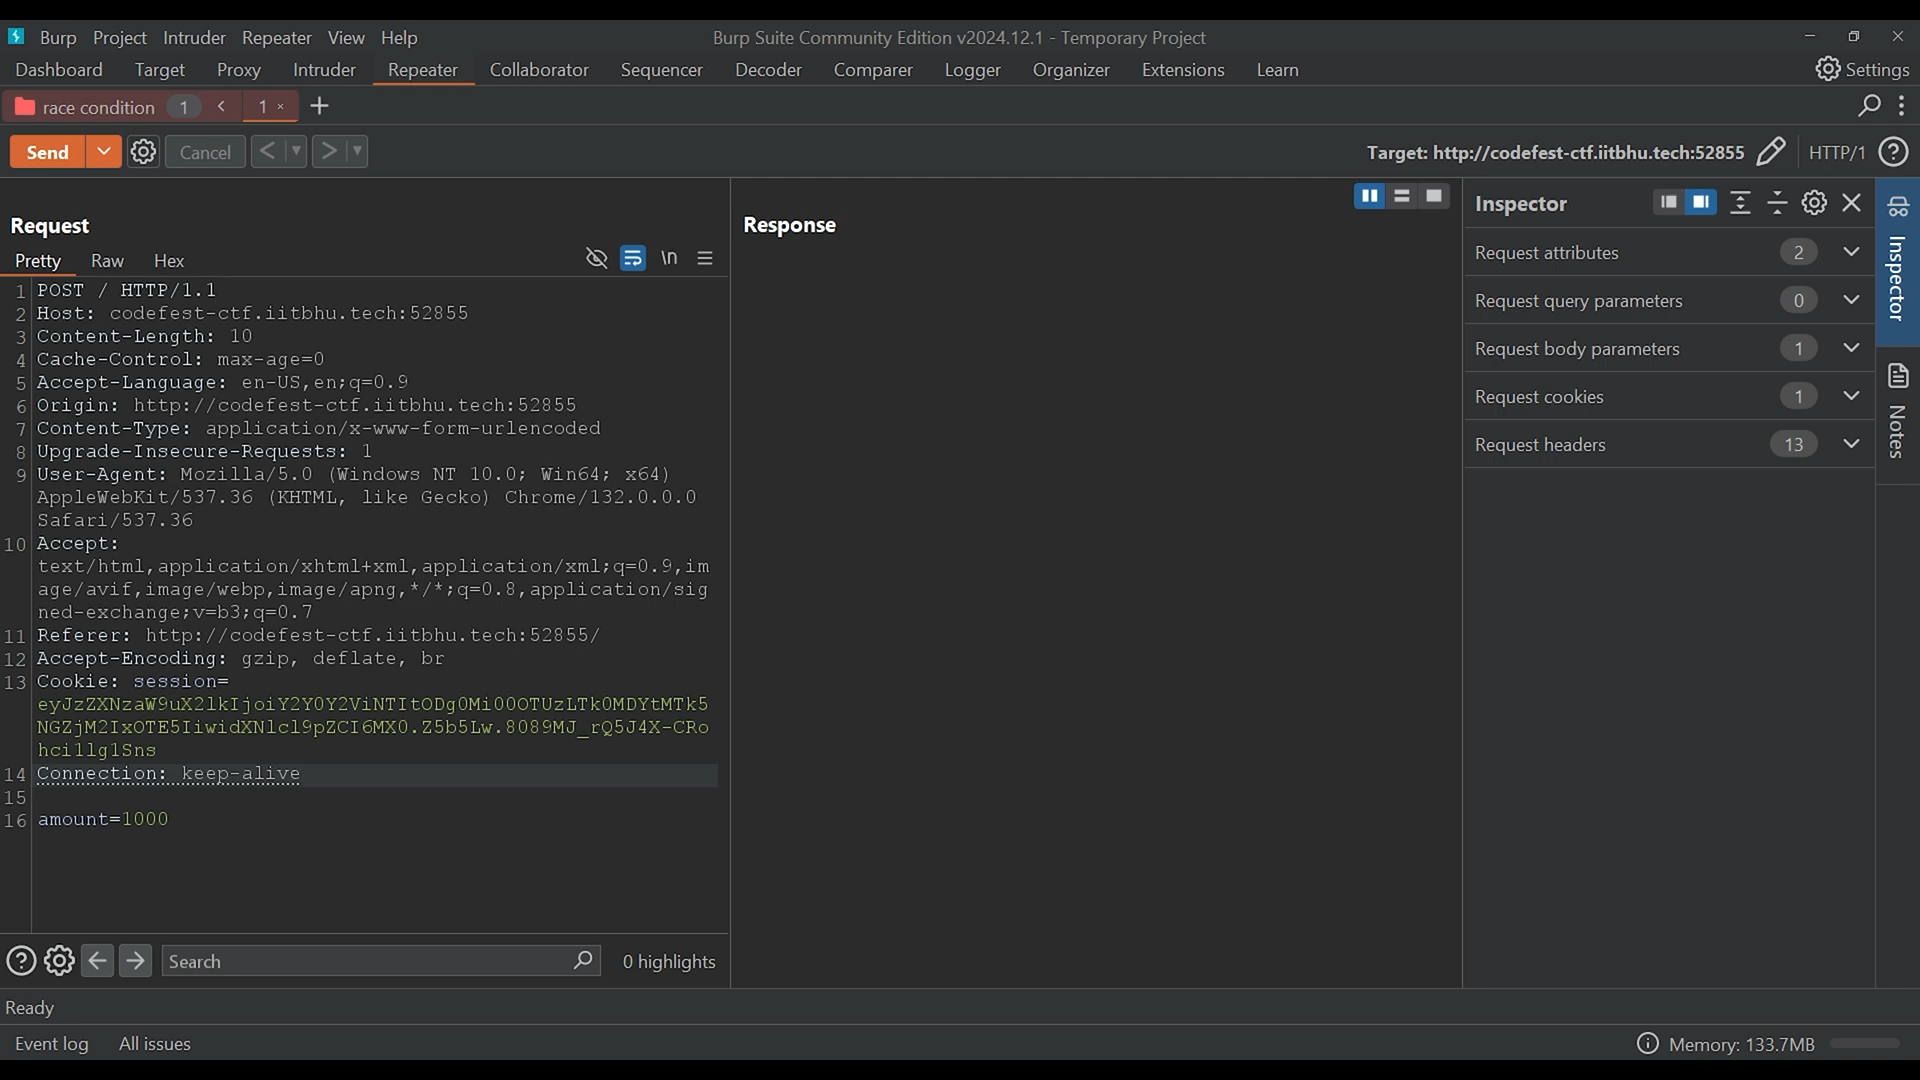 Burp Project Intruder Repeater View Help Burp Suite Community Edition v2024.12.1 - Temporary Project
Dashboard Target Proxy Intruder Repeater Collaborator Sequencer Decoder Comparer Logger Organizer Extensions Learn Settings
race condition 1 < 1 × +
Send Cancel < > Target: http://codefest-ctf.iitbhu.tech:52855 HTTP/1 ?
Request
Pretty Raw Hex \n
1 POST / HTTP/1.1
2 Host: codefest-ctf.iitbhu.tech:52855
3 Content-Length: 10
4 Cache-Control: max-age=0
5 Accept-Language: en-US,en;q=0.9
6 Origin: http://codefest-ctf.iitbhu.tech:52855
7 Content-Type: application/x-www-form-urlencoded
8 Upgrade-Insecure-Requests: 1
9 User-Agent: Mozilla/5.0 (Windows NT 10.0; Win64; x64)
AppleWebKit/537.36 (KHTML, like Gecko) Chrome/132.0.0.0
Safari/537.36
10 Accept:
text/html,application/xhtml+xml,application/xml;q=0.9,im
age/avif,image/webp,image/apng,*/*;q=0.8,application/sig
ned-exchange;v=b3;q=0.7
11 Referer: http://codefest-ctf.iitbhu.tech:52855/
12 Accept-Encoding: gzip, deflate, br
13 Cookie: session=
eyJzZXNzaW9uX2lkIjoiY2Y0Y2ViNTItODg0Mi00OTUzLTk0MDYtMTk5
NGZjM2IxOTE5IiwidXNlcl9pZCI6MX0.Z5b5Lw.8089MJ_rQ5J4X-CRo
hci1lg1Sns
14 Connection: keep-alive
15
16 amount=1000
? Search 0 highlights
Response
Inspector
Request attributes 2
Request query parameters 0
Request body parameters 1
Request cookies 1
Request headers 13
Inspector
Notes
Ready
Event log All issues Memory: 133.7MB